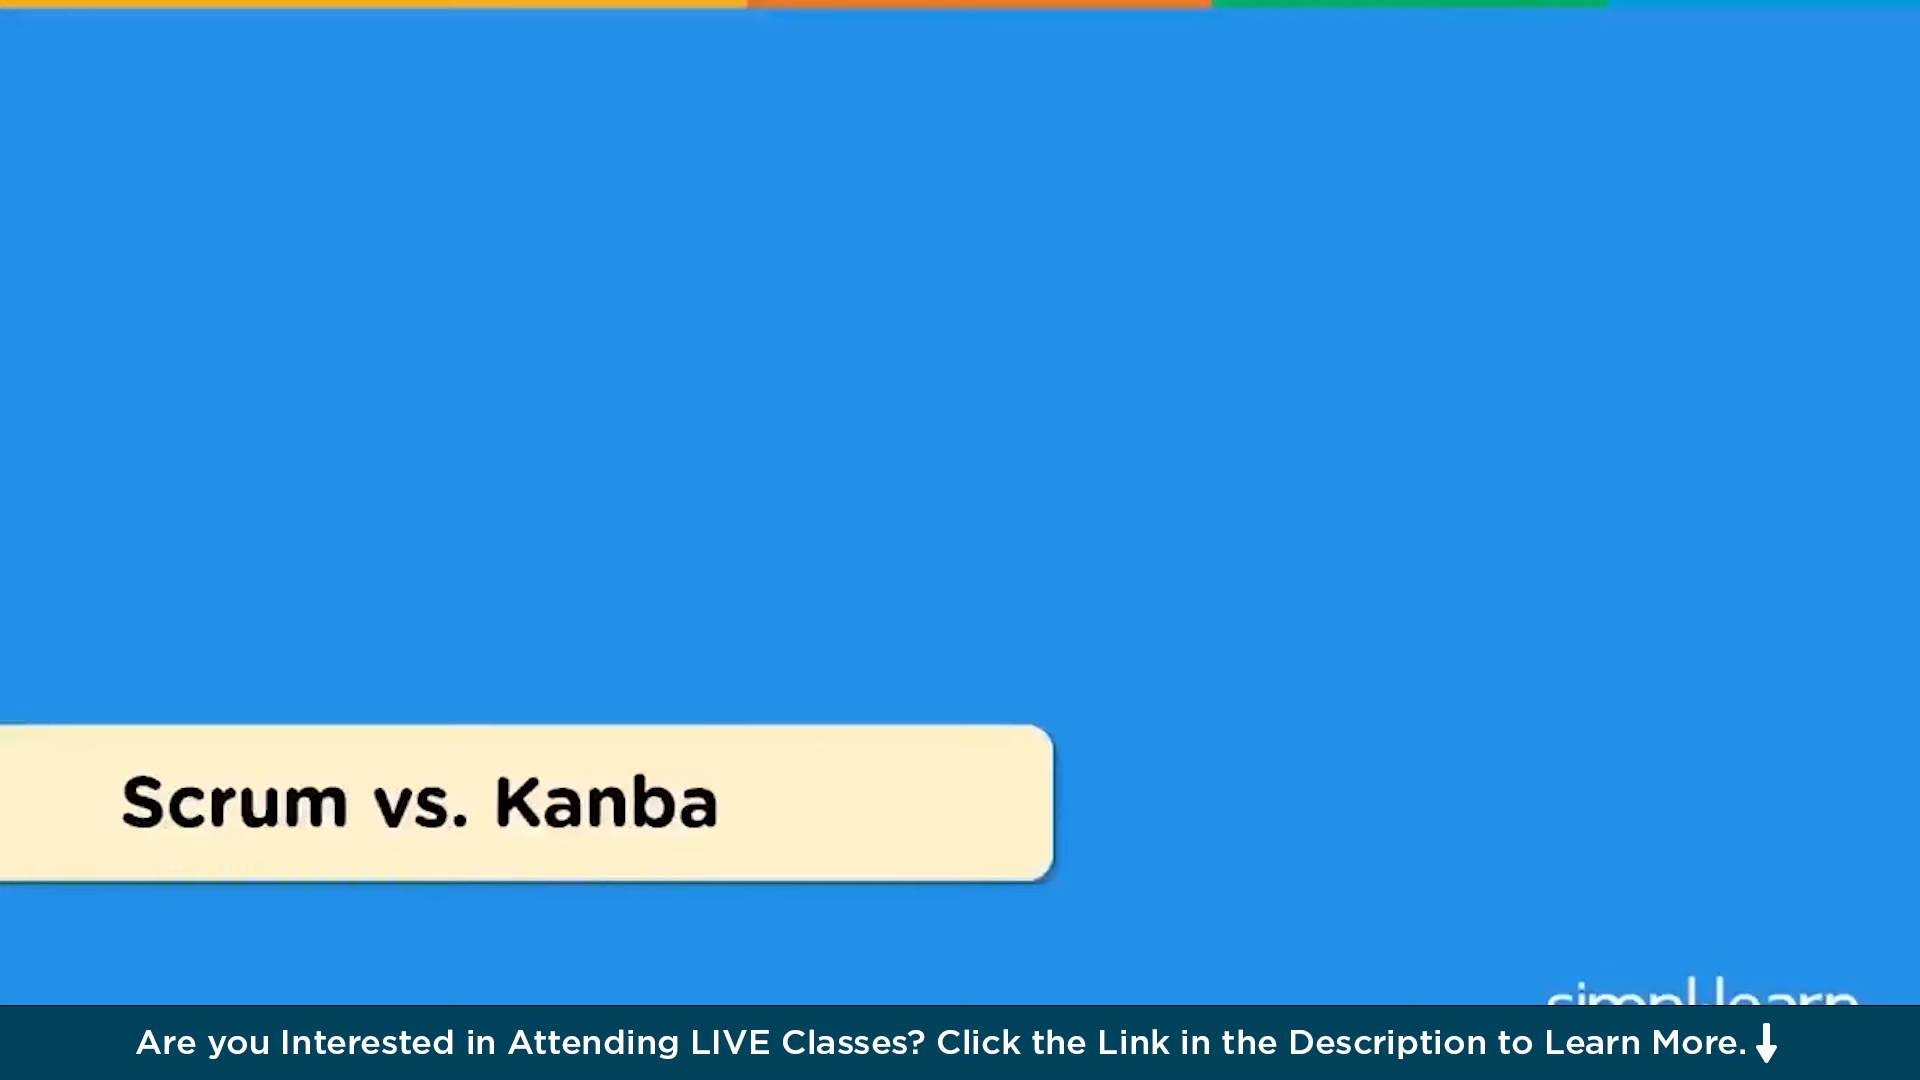 Scrum vs. Kanba
simplilearn
Are you Interested in Attending LIVE Classes? Click the Link in the Description to Learn More.